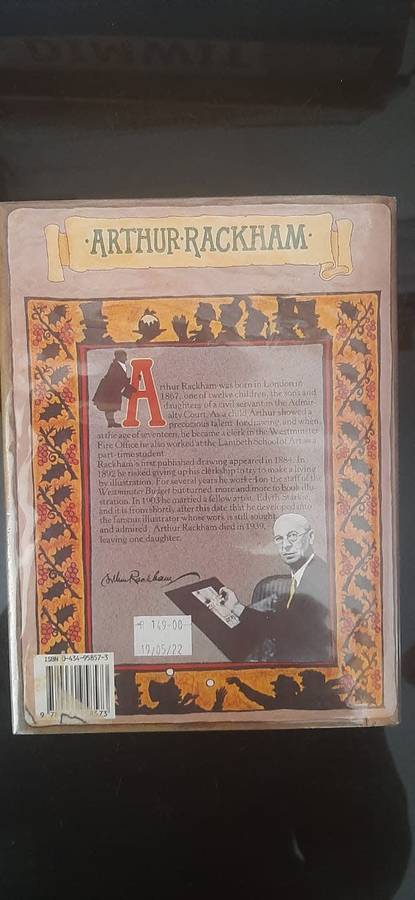 ·ARTHUR·RACKHAM·
Arthur Rackham was born in London in
1867, one of twelve children, the sons and
daughters of a civil servant in the Admir-
alty Court. As a child Arthur showed a
precocious talent for drawing, and when,
at the age of seventeen, he became a clerk in the Westminster
Fire Office he also worked at the Lambeth School of Art as a
part-time student.
Rackham's first published drawing appeared in 1884. In
1892 he risked giving up his clerkship to try to make a living
by illustration. For several years he worked on the staff of the
Westminster Budget but turned more and more to book illu-
stration. In 1903 he married a fellow artist, Edyth Starkie,
and it is from shortly after this date that he developed into
the famous illustrator whose work is still sought
and admired. Arthur Rackham died in 1939,
leaving one daughter.
Arthur Rackham
R 149-00
19/05/22
ISBN 0-434-95857-3
9 8573